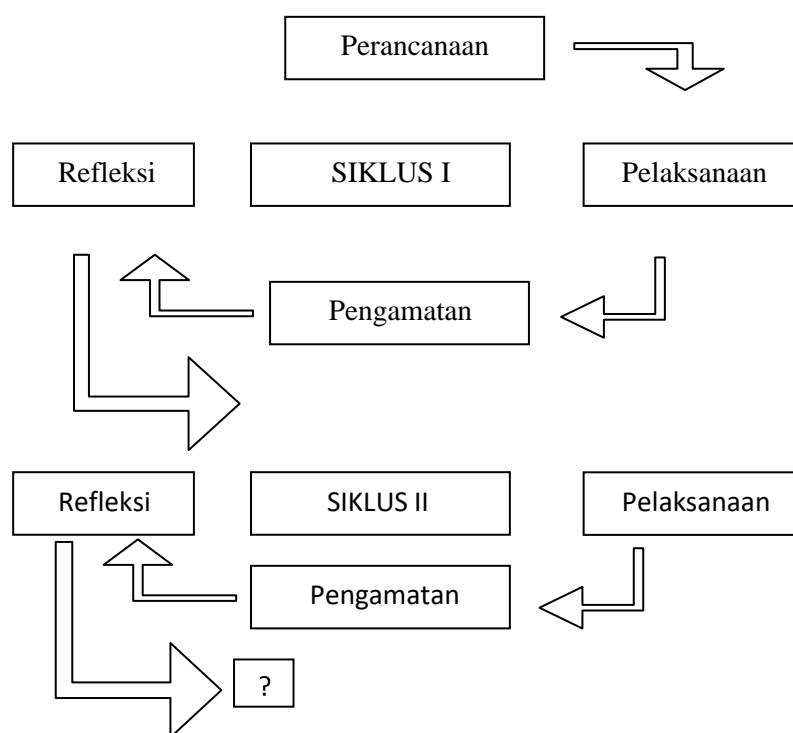 Perancanaan
Refleksi
SIKLUS I
Pelaksanaan
Pengamatan
Refleksi
SIKLUS II
Pelaksanaan
Pengamatan
?